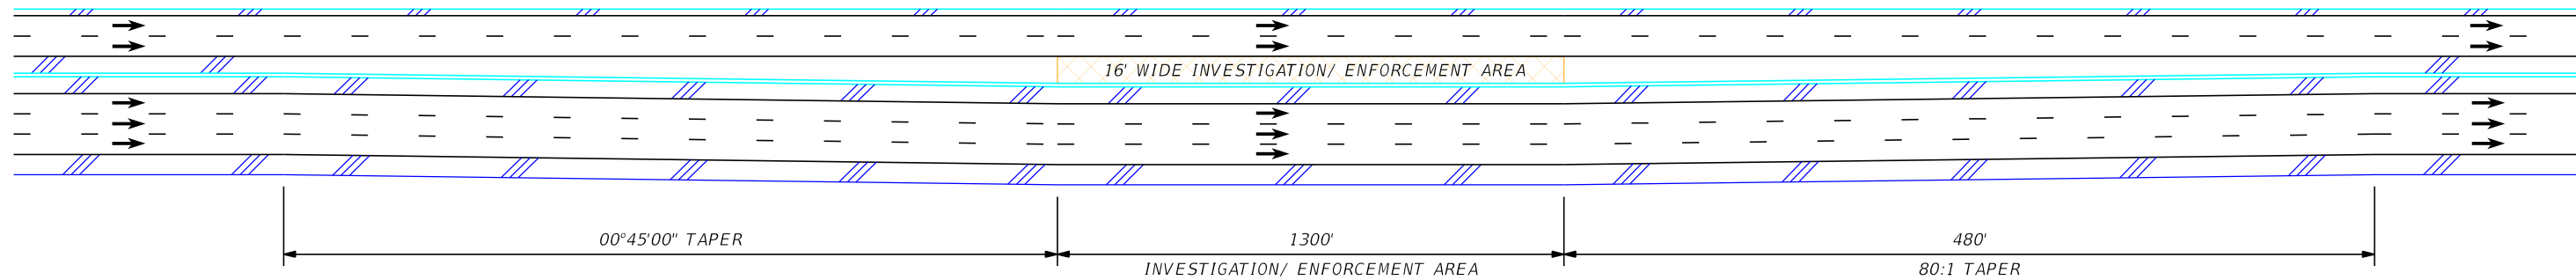 16' WIDE INVESTIGATION/ ENFORCEMENT AREA
00°45'00" TAPER
1300'
480'
INVESTIGATION/ ENFORCEMENT AREA
80:1 TAPER